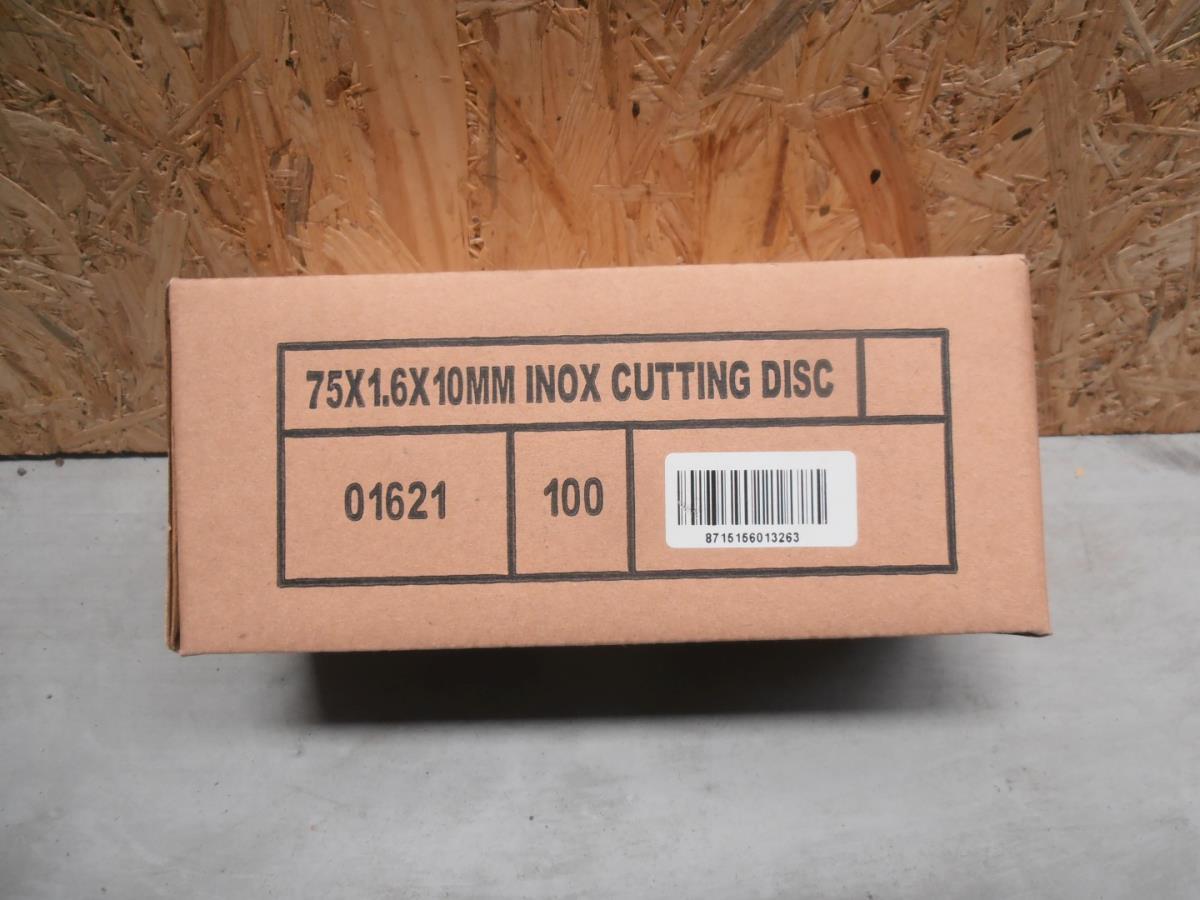 75X1.6X10MM INOX CUTTING DISC
01621
100
8715156013263